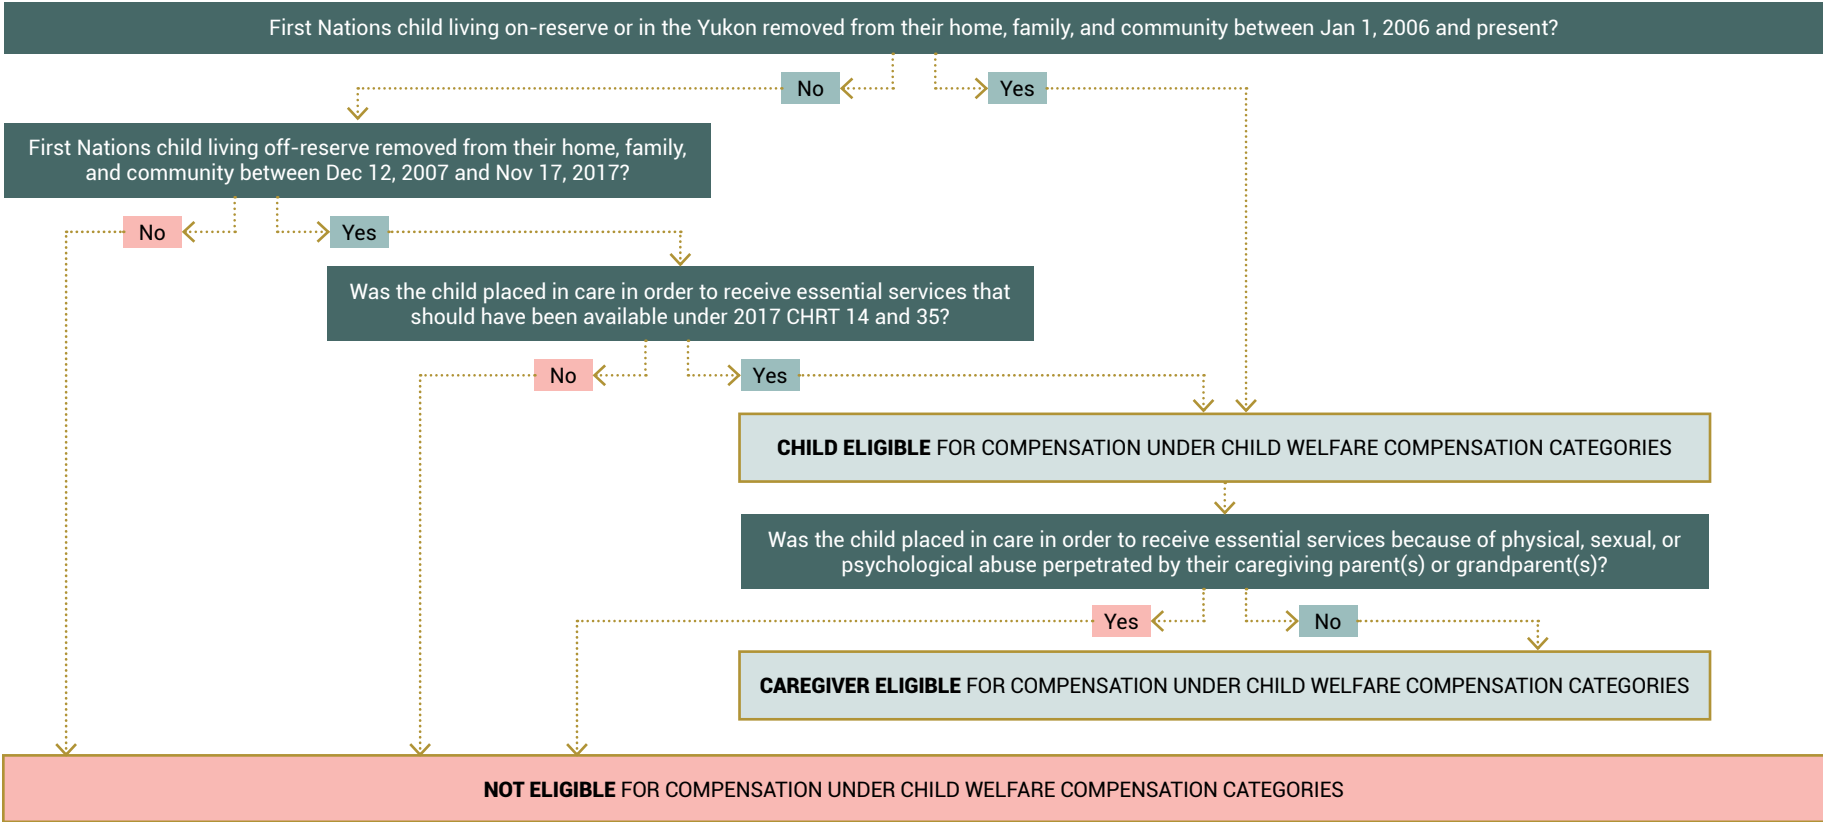 First Nations child living on-reserve or in the Yukon removed from their home, family, and community between Jan 1, 2006 and present?
No
Yes
First Nations child living off-reserve removed from their home, family,
and community between Dec 12, 2007 and Nov 17, 2017?
No
Yes
Was the child placed in care in order to receive essential services that
should have been available under 2017 CHRT 14 and 35?
No
Yes
CHILD ELIGIBLE FOR COMPENSATION UNDER CHILD WELFARE COMPENSATION CATEGORIES
Was the child placed in care in order to receive essential services because of physical, sexual, or
psychological abuse perpetrated by their caregiving parent(s) or grandparent(s)?
Yes
No
CAREGIVER ELIGIBLE FOR COMPENSATION UNDER CHILD WELFARE COMPENSATION CATEGORIES
NOT ELIGIBLE FOR COMPENSATION UNDER CHILD WELFARE COMPENSATION CATEGORIES